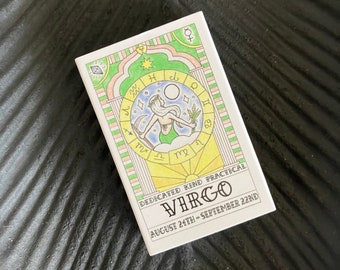 DEDICATED KIND PRACTICAL
VIRGO
AUGUST 24TH - SEPTEMBER 22ND